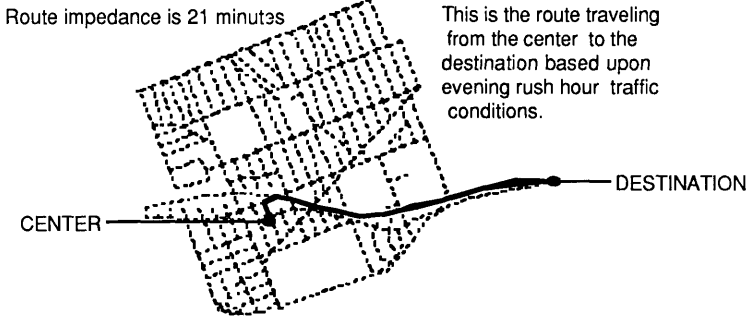 Route impedance is 21 minutes
This is the route traveling
from the center to the
destination based upon
evening rush hour traffic
conditions.
DESTINATION
CENTER